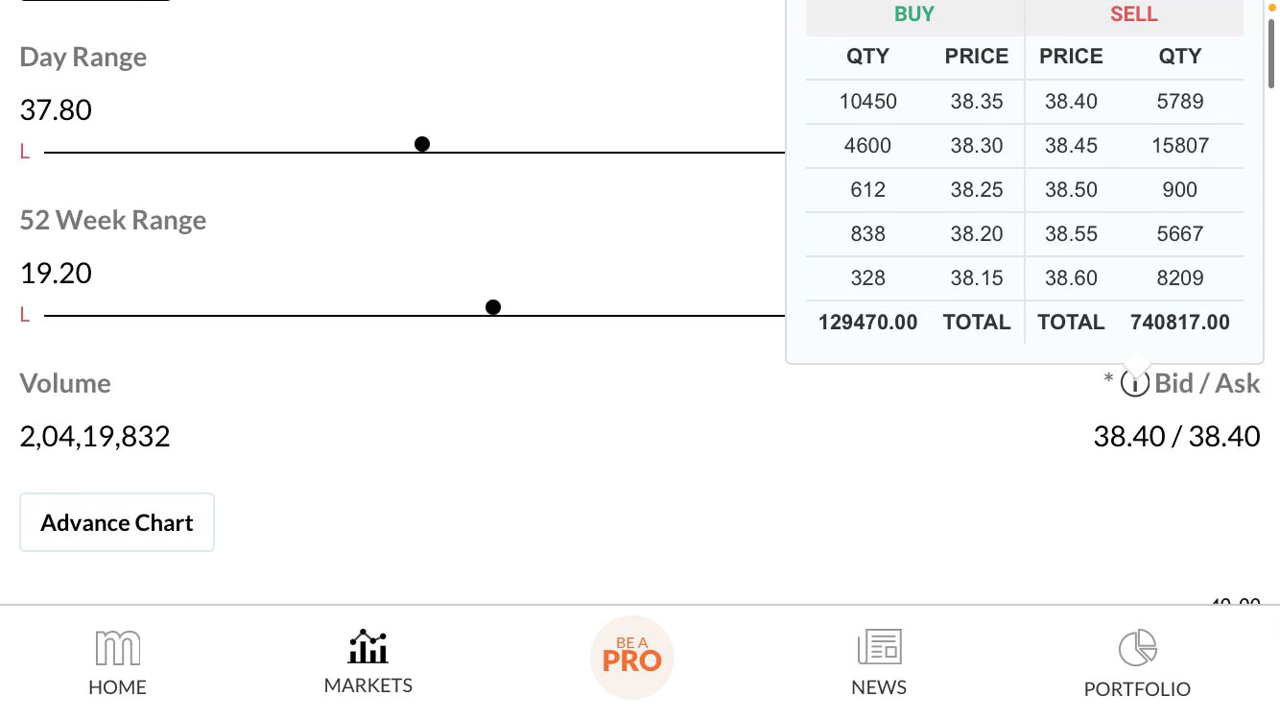 BUY SELL
Day Range
QTY PRICE PRICE QTY
37.80
10450 38.35 38.40 5789
L
4600 38.30 38.45 15807
612 38.25 38.50 900
52 Week Range
838 38.20 38.55 5667
19.20
328 38.15 38.60 8209
L
129470.00 TOTAL TOTAL 740817.00
Volume
* i Bid / Ask
2,04,19,832
38.40 / 38.40
Advance Chart
m
BE A
PRO
HOME
MARKETS
NEWS
PORTFOLIO